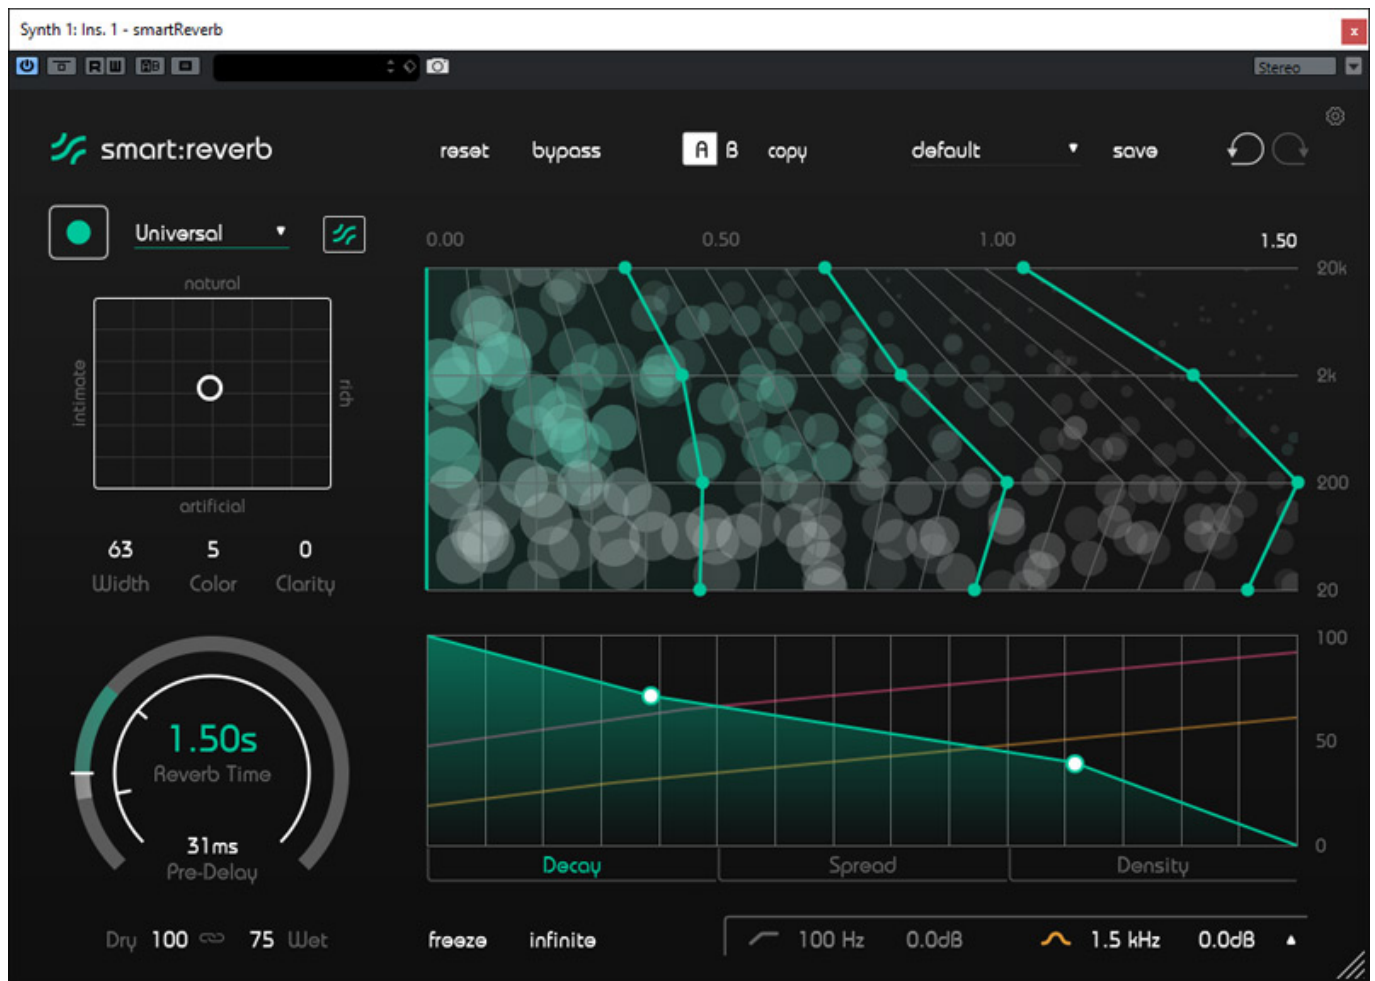 Synth 1: Ins. 1 - smartReverb
x
R W AB Stereo
smart:reverb reset bypass A B copy default save
Universal
0.00 0.50 1.00 1.50
20k
natural
2k
intimate
rich
200
artificial
63 5 0
Width Color Clarity
20
100
1.50s
50
Reverb Time
31ms
0
Pre-Delay
Decay Spread Density
Dry 100 75 Wet freeze infinite 100 Hz 0.0dB 1.5 kHz 0.0dB